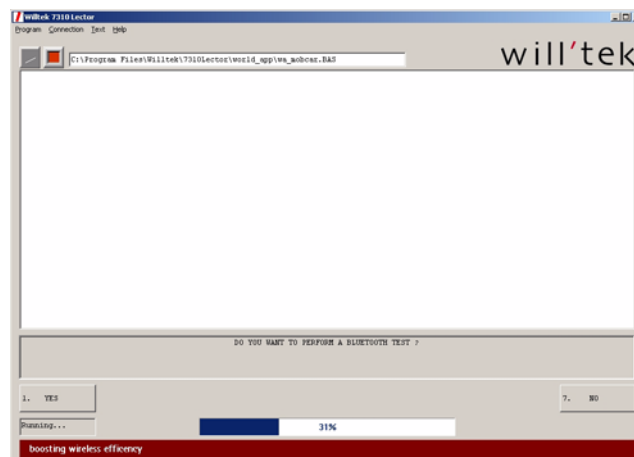 Willtek 7310 Lector
Program Connection Text Help
C:\Program Files\Willtek\7310Lector\world_app\wa_mobcar.BAS
will'tek
DO YOU WANT TO PERFORM A BLUETOOTH TEST ?
1. YES
7. NO
Running...
31%
boosting wireless efficency